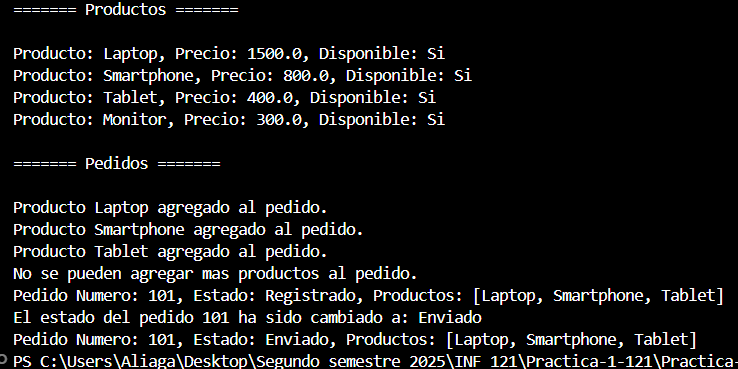 ======= Productos =======
Producto: Laptop, Precio: 1500.0, Disponible: Si
Producto: Smartphone, Precio: 800.0, Disponible: Si
Producto: Tablet, Precio: 400.0, Disponible: Si
Producto: Monitor, Precio: 300.0, Disponible: Si
======= Pedidos =======
Producto Laptop agregado al pedido.
Producto Smartphone agregado al pedido.
Producto Tablet agregado al pedido.
No se pueden agregar mas productos al pedido.
Pedido Numero: 101, Estado: Registrado, Productos: [Laptop, Smartphone, Tablet]
El estado del pedido 101 ha sido cambiado a: Enviado
Pedido Numero: 101, Estado: Enviado, Productos: [Laptop, Smartphone, Tablet]
PS C:\Users\Aliaga\Desktop\Segundo semestre 2025\INF 121\Practica-1-121\Practica-